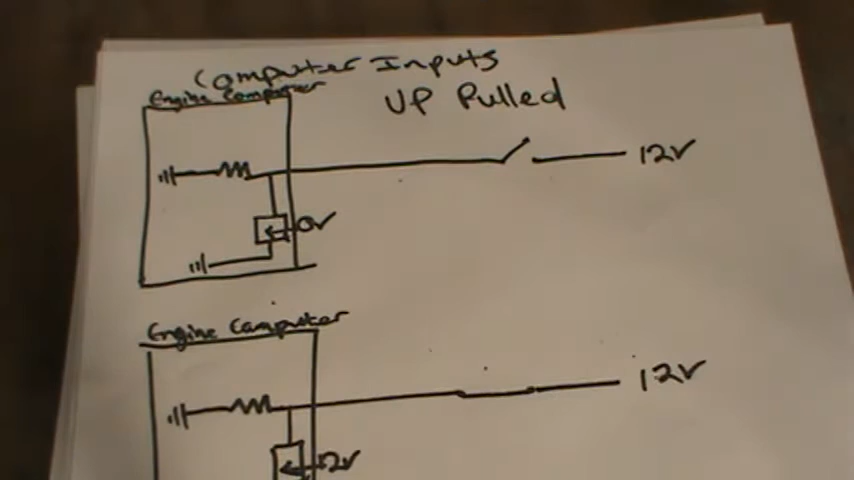 Computer Inputs
Engine Computer
UP Pulled
12V
0V
Engine Computer
12V
12V